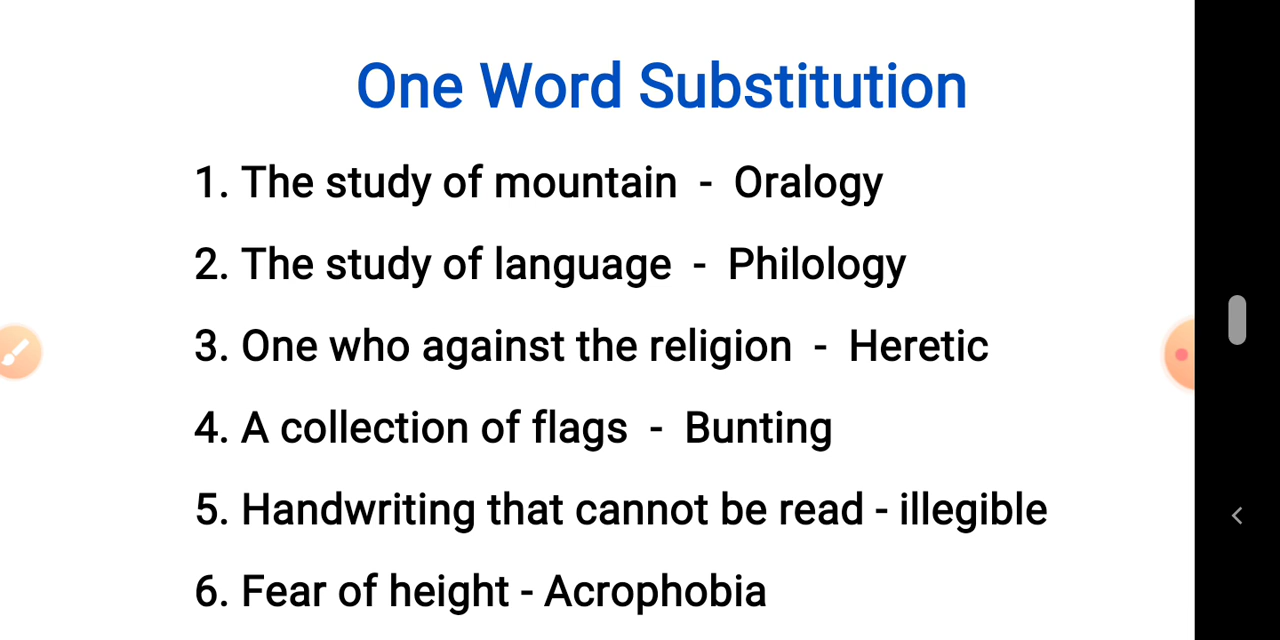 One Word Substitution
1. The study of mountain - Oralogy
2. The study of language - Philology
3. One who against the religion - Heretic
4. A collection of flags - Bunting
5. Handwriting that cannot be read - illegible
6. Fear of height - Acrophobia